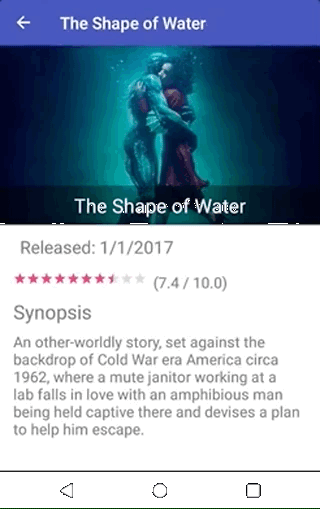 The Shape of Water
The Shape of Water
Released: 1/1/2017
(7.4 / 10.0)
Synopsis
An other-worldly story, set against the
backdrop of Cold War era America circa
1962, where a mute janitor working at a
lab falls in love with an amphibious man
being held captive there and devises a plan
to help him escape.